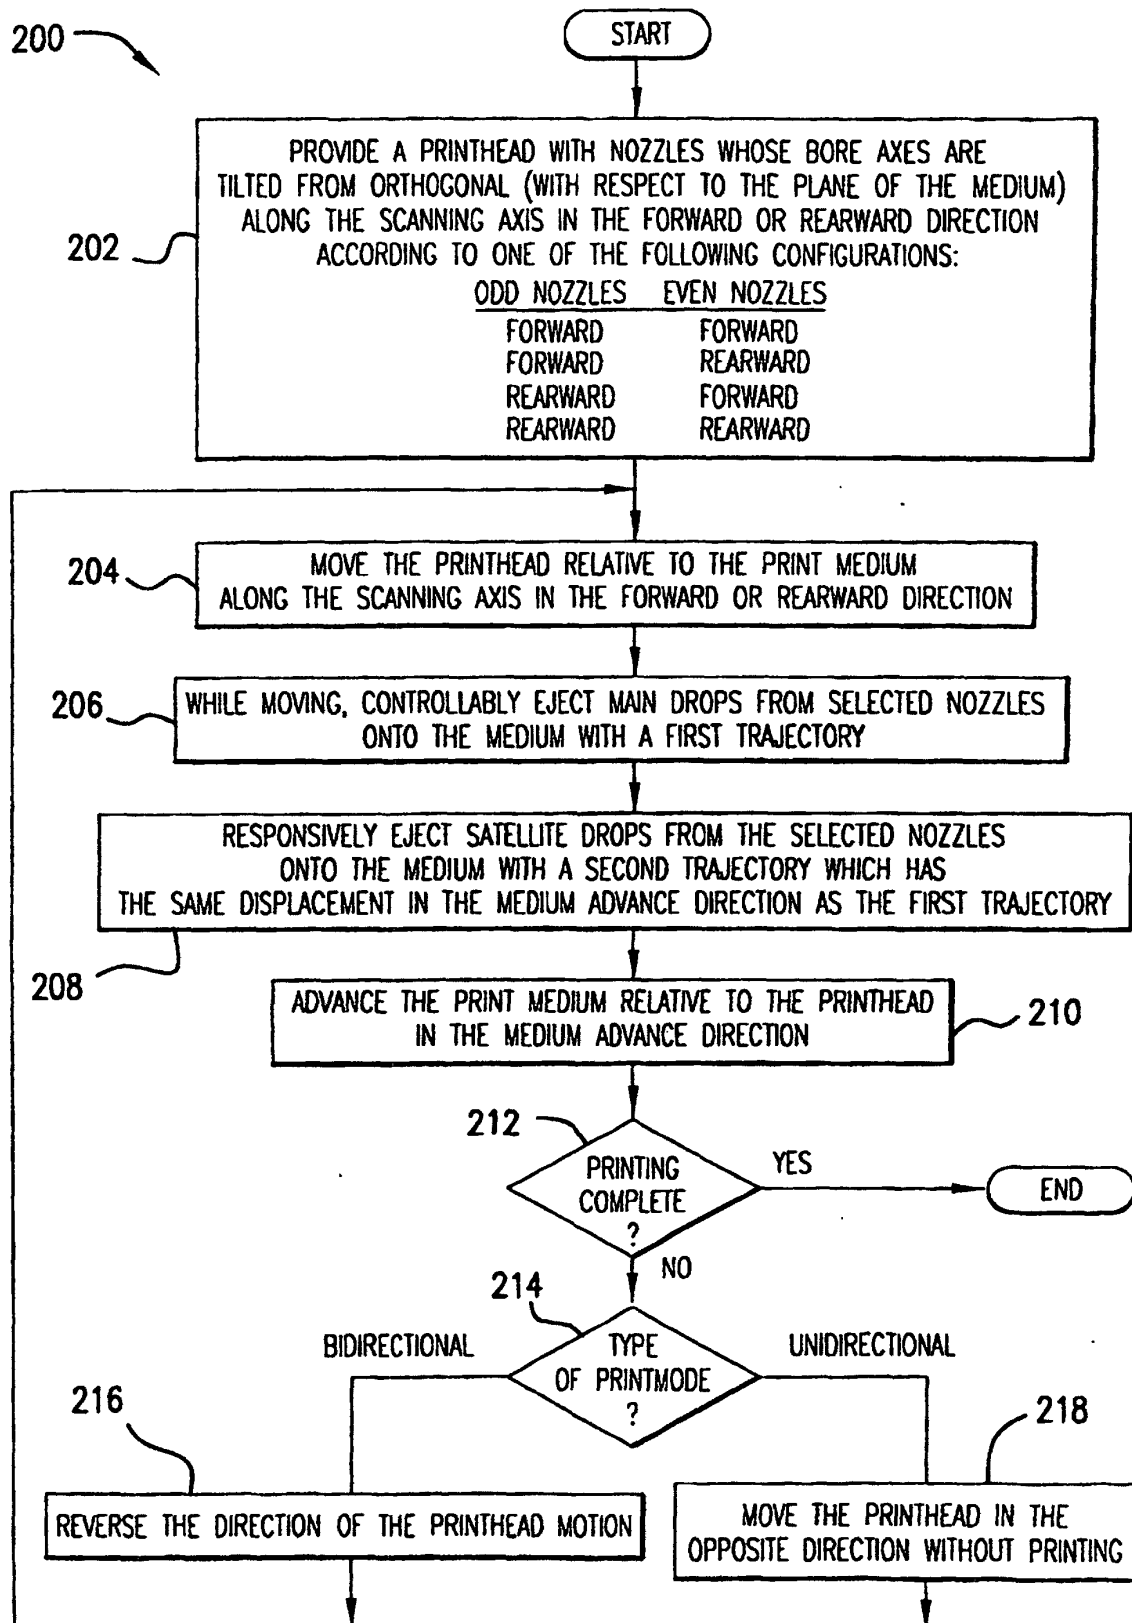 200
START
PROVIDE A PRINTHEAD WITH NOZZLES WHOSE BORE AXES ARE
TILTED FROM ORTHOGONAL (WITH RESPECT TO THE PLANE OF THE MEDIUM)
ALONG THE SCANNING AXIS IN THE FORWARD OR REARWARD DIRECTION
ACCORDING TO ONE OF THE FOLLOWING CONFIGURATIONS:
ODD NOZZLES EVEN NOZZLES
FORWARD FORWARD
FORWARD REARWARD
REARWARD FORWARD
REARWARD REARWARD
202
204
MOVE THE PRINTHEAD RELATIVE TO THE PRINT MEDIUM
ALONG THE SCANNING AXIS IN THE FORWARD OR REARWARD DIRECTION
206
WHILE MOVING, CONTROLLABLY EJECT MAIN DROPS FROM SELECTED NOZZLES
ONTO THE MEDIUM WITH A FIRST TRAJECTORY
RESPONSIVELY EJECT SATELLITE DROPS FROM THE SELECTED NOZZLES
ONTO THE MEDIUM WITH A SECOND TRAJECTORY WHICH HAS
THE SAME DISPLACEMENT IN THE MEDIUM ADVANCE DIRECTION AS THE FIRST TRAJECTORY
208
ADVANCE THE PRINT MEDIUM RELATIVE TO THE PRINTHEAD
IN THE MEDIUM ADVANCE DIRECTION
210
212
PRINTING
COMPLETE
?
YES
END
NO
214
BIDIRECTIONAL
TYPE
OF PRINTMODE
?
UNIDIRECTIONAL
216
218
REVERSE THE DIRECTION OF THE PRINTHEAD MOTION
MOVE THE PRINTHEAD IN THE
OPPOSITE DIRECTION WITHOUT PRINTING